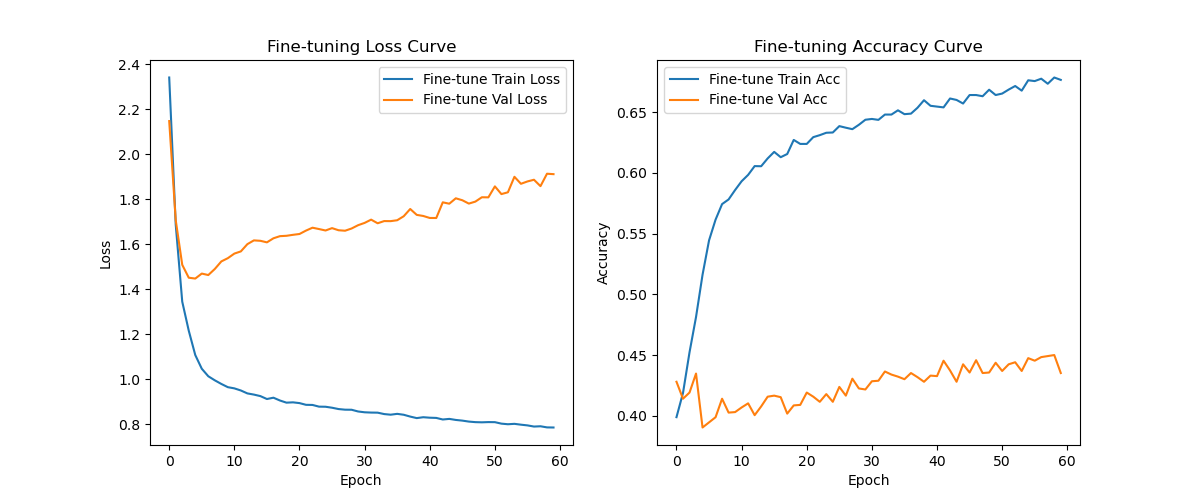 Fine-tuning Loss Curve
Fine-tune Train Loss
Fine-tune Val Loss
2.4
2.2
2.0
1.8
1.6
1.4
1.2
1.0
0.8
Loss
0 10 20 30 40 50 60
Epoch
Fine-tuning Accuracy Curve
Fine-tune Train Acc
Fine-tune Val Acc
0.65
0.60
0.55
0.50
0.45
0.40
Accuracy
0 10 20 30 40 50 60
Epoch